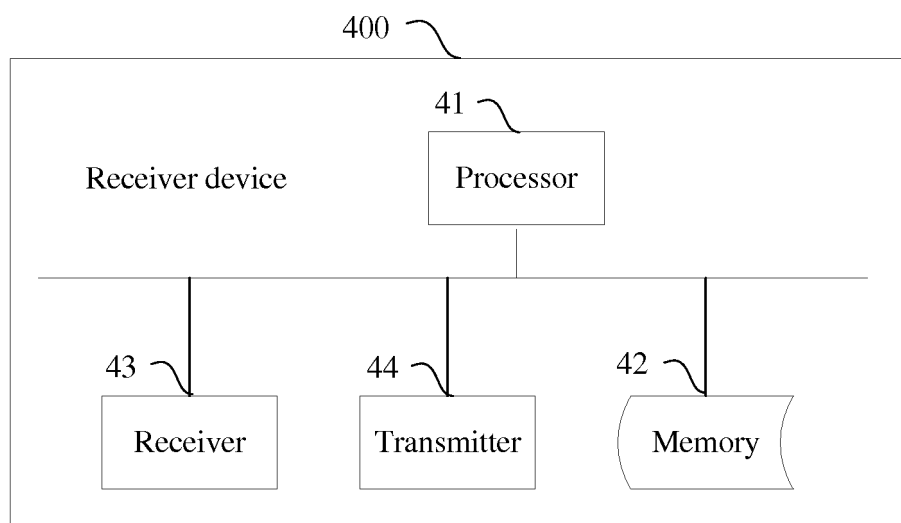 400
41
Processor
Receiver device
43
44
42
Receiver
Transmitter
Memory